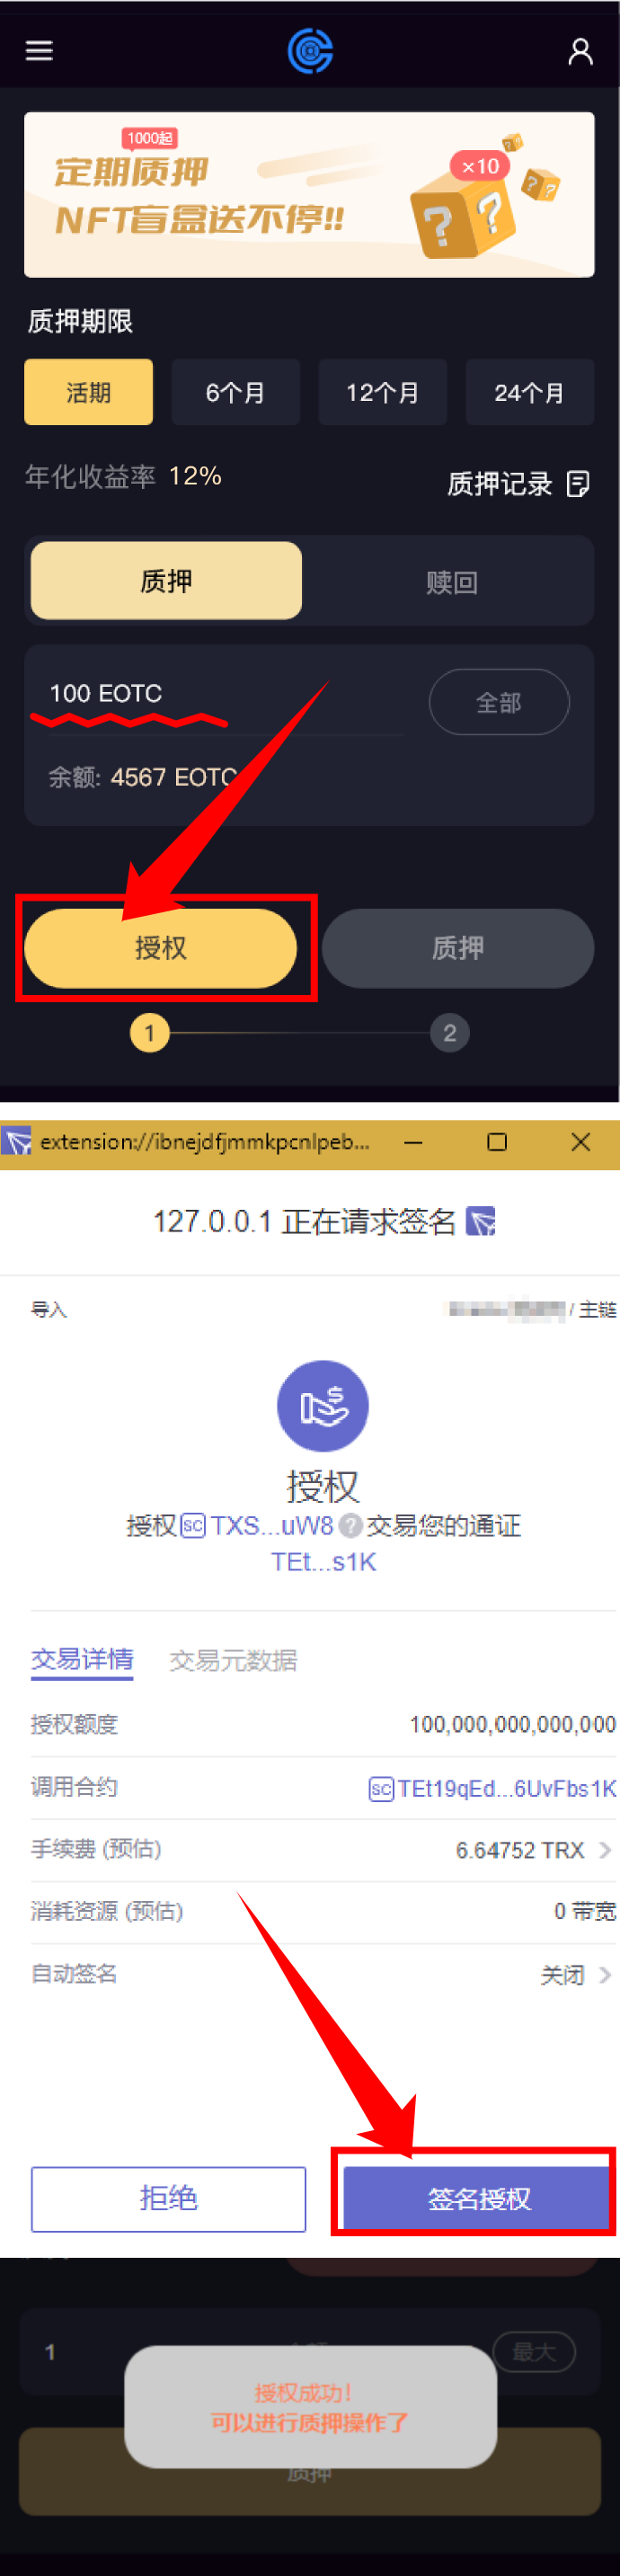 1000起
定期质押
×10
NFT盲盒送不停!!
质押期限
活期
6个月
12个月
24个月
年化收益率 12%
质押记录
质押
赎回
100 EOTC
全部
余额: 4567 EOTC
授权
质押
1
2
extension://ibnejdfjmmkpcnlpeb...
127.0.0.1 正在请求签名
导入
/ 主链
授权
授权 SC TXS...uW8 ? 交易您的通证
TEt...s1K
交易详情
交易元数据
授权额度
100,000,000,000,000
调用合约
SC TEt19qEd...6UvFbs1K
手续费 (预估)
6.64752 TRX
消耗资源 (预估)
0 带宽
自动签名
关闭
拒绝
签名授权
1
最大
授权成功!
可以进行质押操作了
质押